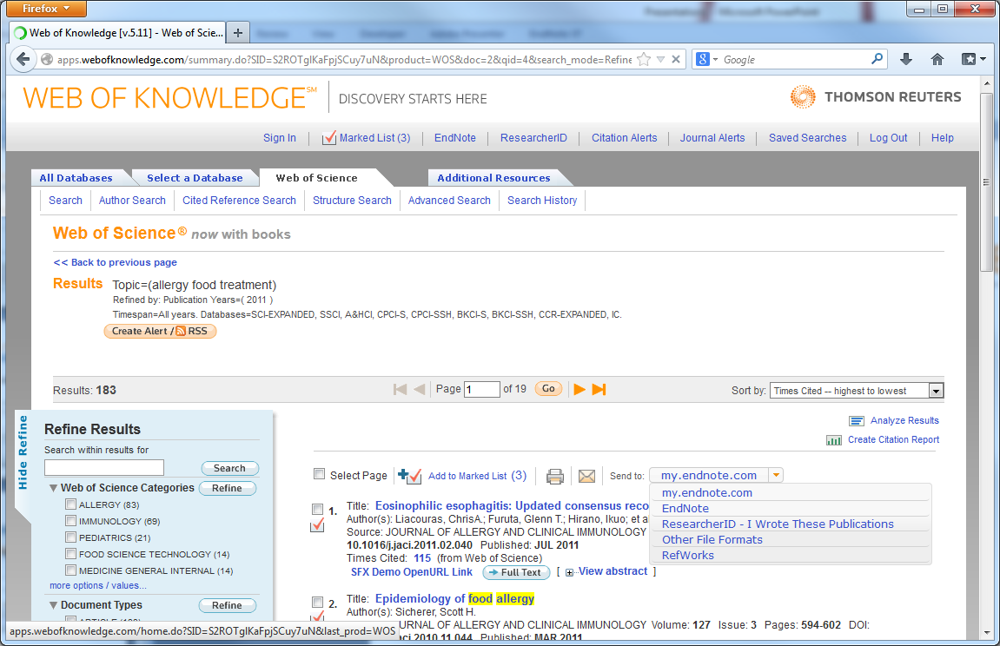 Firefox
Web of Knowledge [v.5.11] - Web of Scie...
apps.webofknowledge.com/summary.do?SID=S2ROTgIKaFpjSCuy7uN&product=WOS&doc=2&qid=4&search_mode=Refine
Google
WEB OF KNOWLEDGE℠ DISCOVERY STARTS HERE
THOMSON REUTERS
Sign In Marked List (3) EndNote ResearcherID Citation Alerts Journal Alerts Saved Searches Log Out Help
All Databases Select a Database Web of Science Additional Resources
Search Author Search Cited Reference Search Structure Search Advanced Search Search History
Web of Science® now with books
<< Back to previous page
Results Topic=(allergy food treatment)
Refined by: Publication Years=( 2011 )
Timespan=All years. Databases=SCI-EXPANDED, SSCI, A&HCI, CPCI-S, CPCI-SSH, BKCI-S, BKCI-SSH, CCR-EXPANDED, IC.
Create Alert / RSS
Results: 183 Page 1 of 19 Go Sort by: Times Cited -- highest to lowest
Hide Refine
Refine Results
Search within results for
Search
Web of Science Categories Refine
ALLERGY (83)
IMMUNOLOGY (69)
PEDIATRICS (21)
FOOD SCIENCE TECHNOLOGY (14)
MEDICINE GENERAL INTERNAL (14)
more options / values...
Document Types Refine
Analyze Results
Create Citation Report
Select Page Add to Marked List (3) Send to: my.endnote.com
my.endnote.com
EndNote
ResearcherID - I Wrote These Publications
Other File Formats
RefWorks
1. Title: Eosinophilic esophagitis: Updated consensus reco
Author(s): Liacouras, ChrisA.; Furuta, Glenn T.; Hirano, Ikuo; et a
Source: JOURNAL OF ALLERGY AND CLINICAL IMMUNOLOGY
10.1016/j.jaci.2011.02.040 Published: JUL 2011
Times Cited: 115 (from Web of Science)
SFX Demo OpenURL Link Full Text [ View abstract ]
2. Title: Epidemiology of food allergy
Author(s): Sicherer, Scott H.
JOURNAL OF ALLERGY AND CLINICAL IMMUNOLOGY Volume: 127 Issue: 3 Pages: 594-602 DOI:
jaci.2010.11.044 Published: MAR 2011
apps.webofknowledge.com/home.do?SID=S2ROTgIKaFpjSCuy7uN&last_prod=WOS